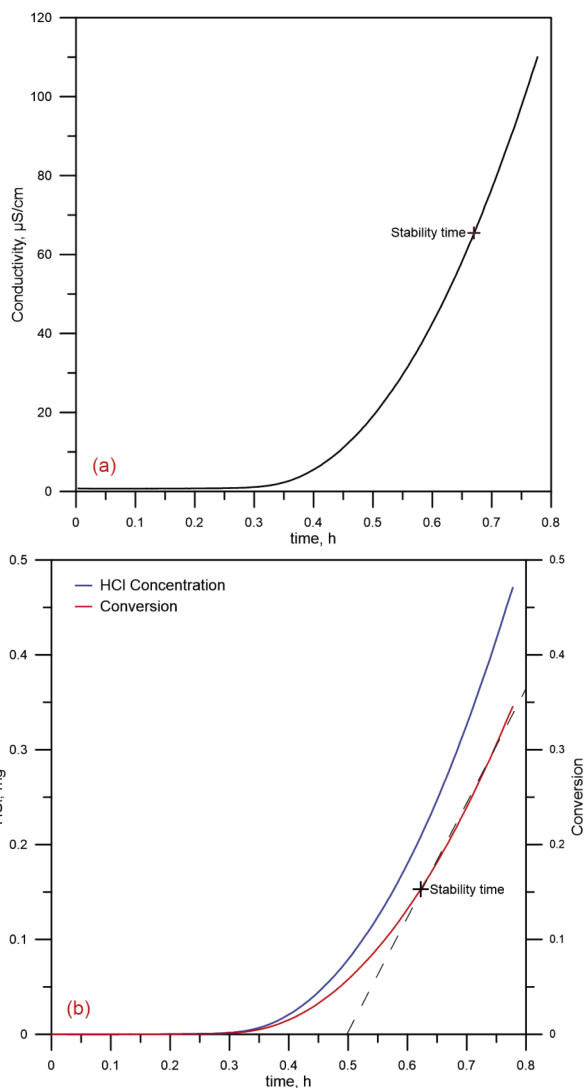 120
100
80
60
40
20
0
Conductivity, µS/cm
Stability time
(a)
0 0.1 0.2 0.3 0.4 0.5 0.6 0.7 0.8
time, h
0.5
0.4
0.3
0.2
0.1
0
HCl Concentration
Conversion
Stability time
(b)
0.5
0.4
0.3
0.2
0.1
0
Conversion
0 0.1 0.2 0.3 0.4 0.5 0.6 0.7 0.8
time, h